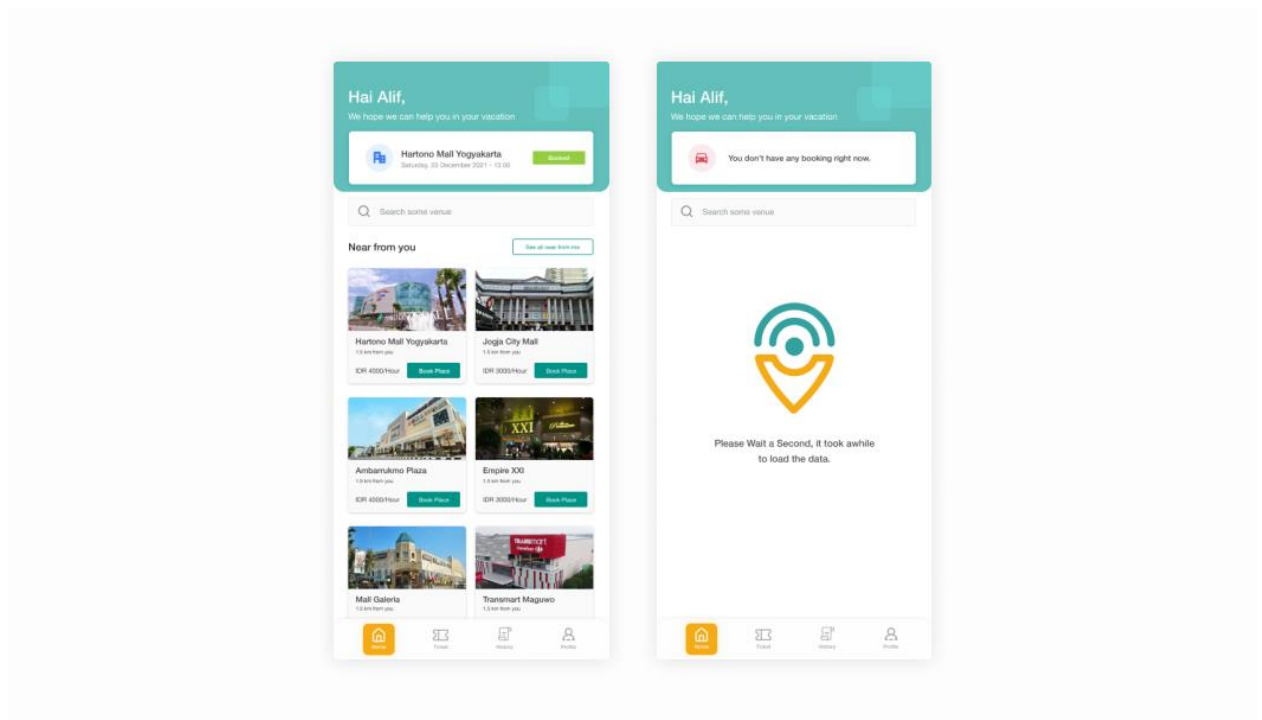 Hai Alif,
We hope we can help you in your vacation
Hartono Mall Yogyakarta
Booked
Search some venue
Near from you
See all near from me
Hartono Mall Yogyakarta
1.5 km from you
IDR 4000/Hour
Book Place
Jogja City Mall
1.5 km from you
IDR 3000/Hour
Book Place
XXI
Ambarrukmo Plaza
1.5 km from you
IDR 4000/Hour
Book Place
Empire XXI
1.5 km from you
IDR 3000/Hour
Book Place
TRANSmart
Mall Galeria
1.5 km from you
Transmart Maguwo
1.5 km from you
Home
Ticket
History
Profile
Hai Alif,
We hope we can help you in your vacation
You don't have any booking right now.
Search some venue
Please Wait a Second, it took awhile
to load the data.
Home
Ticket
History
Profile